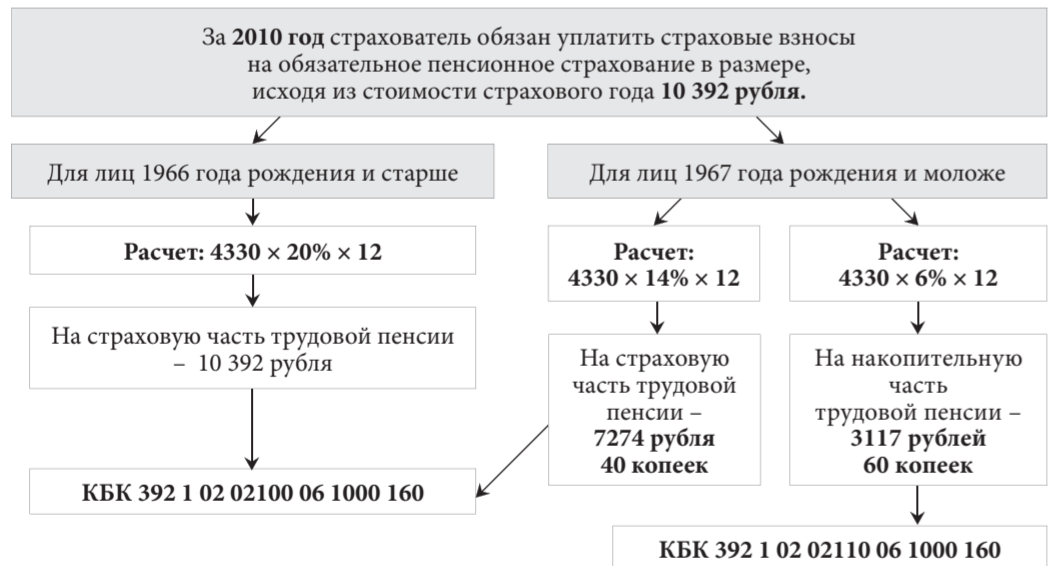 За 2010 год страхователь обязан уплатить страховые взносы
на обязательное пенсионное страхование в размере,
исходя из стоимости страхового года 10 392 рубля.
Для лиц 1966 года рождения и старше
Для лиц 1967 года рождения и моложе
Расчет: 4330 × 20% × 12
Расчет:
4330 × 14% × 12
Расчет:
4330 × 6% × 12
На страховую часть трудовой пенсии
– 10 392 рубля
На страховую
часть трудовой
пенсии –
7274 рубля
40 копеек
На накопительную
часть
трудовой пенсии –
3117 рублей
60 копеек
КБК 392 1 02 02100 06 1000 160
КБК 392 1 02 02110 06 1000 160